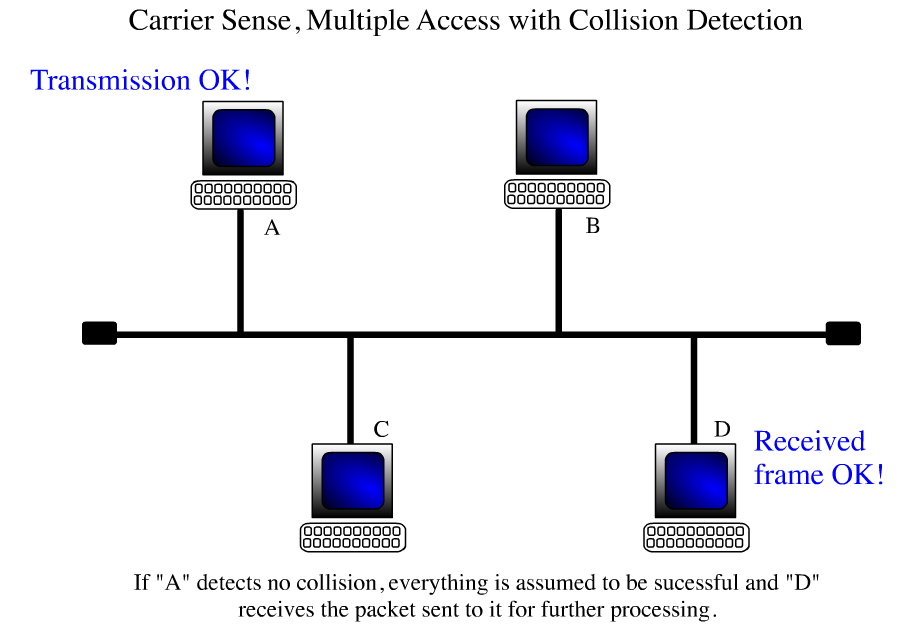 Carrier Sense, Multiple Access with Collision Detection
Transmission OK!
A
B
C
D
Received
frame OK!
If "A" detects no collision, everything is assumed to be sucessful and "D"
receives the packet sent to it for further processing.